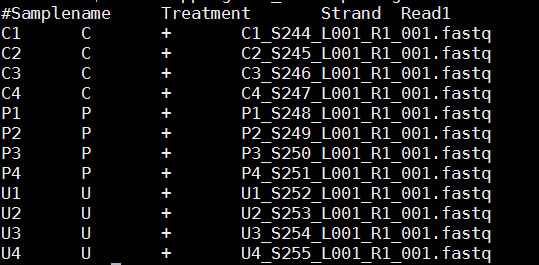 #Samplename Treatment Strand Read1
C1 C + C1_S244_L001_R1_001.fastq
C2 C + C2_S245_L001_R1_001.fastq
C3 C + C3_S246_L001_R1_001.fastq
C4 C + C4_S247_L001_R1_001.fastq
P1 P + P1_S248_L001_R1_001.fastq
P2 P + P2_S249_L001_R1_001.fastq
P3 P + P3_S250_L001_R1_001.fastq
P4 P + P4_S251_L001_R1_001.fastq
U1 U + U1_S252_L001_R1_001.fastq
U2 U + U2_S253_L001_R1_001.fastq
U3 U + U3_S254_L001_R1_001.fastq
U4 U + U4_S255_L001_R1_001.fastq